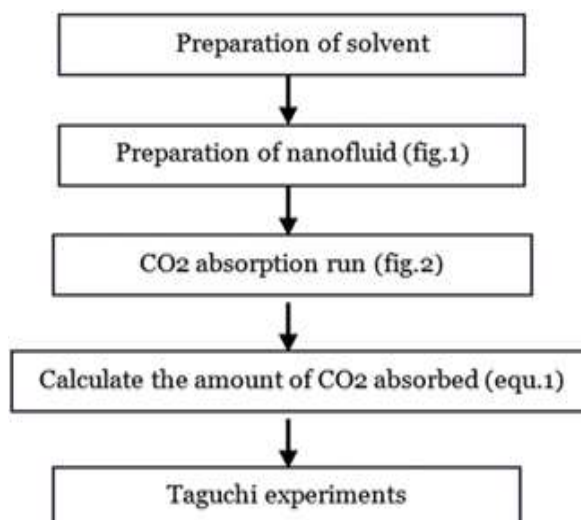 Preparation of solvent
Preparation of nanofluid (fig.1)
CO2 absorption run (fig.2)
Calculate the amount of CO2 absorbed (equ.1)
Taguchi experiments